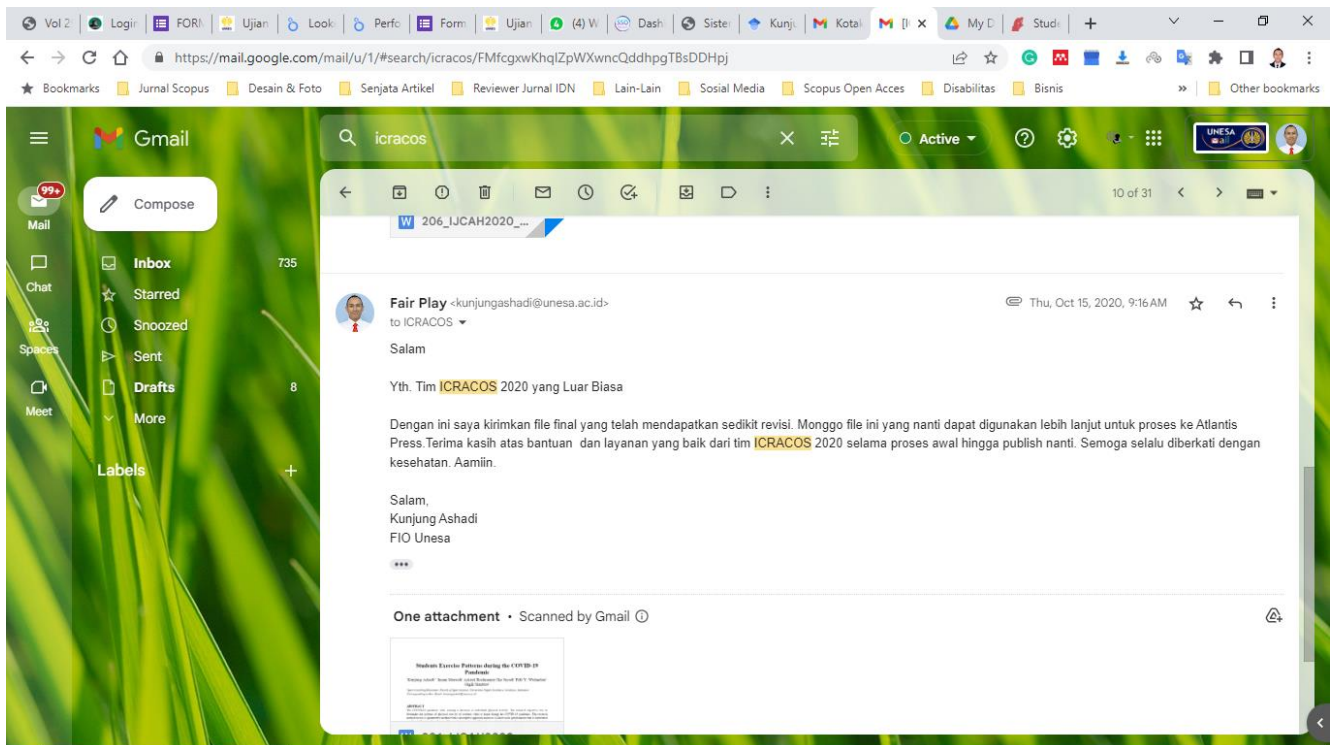 Vol 2 Login FORM Ujian Look Perfo Form Ujian (4) W Dash Sister Kunju Kotak [I My D Stude
https://mail.google.com/mail/u/1/#search/icracos/FMfcgxwKhqlZpWXwncQddhpgTBsDDHpj
Bookmarks Jurnal Scopus Desain & Foto Senjata Artikel Reviewer Jurnal IDN Lain-Lain Sosial Media Scopus Open Acces Disabilitas Bisnis » Other bookmarks
Gmail icracos Active UNESA
99+
Mail
Compose
10 of 31
W 206_IJCAH2020_...
Inbox 735
Chat
Starred
Fair Play <kunjungashadi@unesa.ac.id> Thu, Oct 15, 2020, 9:16 AM
to ICRACOS
Snoozed
Spaces
Sent
Salam
Drafts 8
Yth. Tim ICRACOS 2020 yang Luar Biasa
Meet
More
Dengan ini saya kirimkan file final yang telah mendapatkan sedikit revisi. Monggo file ini yang nanti dapat digunakan lebih lanjut untuk proses ke Atlantis
Press.Terima kasih atas bantuan dan layanan yang baik dari tim ICRACOS 2020 selama proses awal hingga publish nanti. Semoga selalu diberkati dengan
kesehatan. Aamiin.
Labels +
Salam,
Kunjung Ashadi
FIO Unesa
One attachment • Scanned by Gmail
Students Exercise Patterns during the COVID-19
Pandemic
ABSTRACT